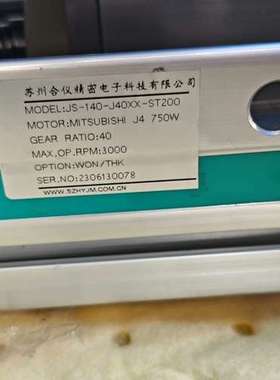 苏州合仪精密电子科技有限公司
MODEL:JS-140-J40XX-ST200
MOTOR:MITSUBISHI J4 750W
GEAR RATIO:40
MAX.OP.RPM:3000
OPTION:WON/THK
SER.NO:2306130078
WWW.SZHYJM.COM.CN